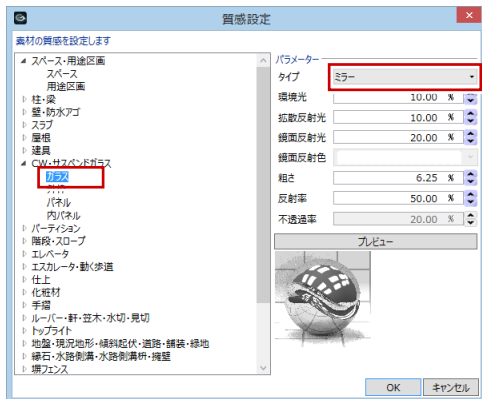 質感設定
素材の質感を設定します
スペース・用途区画
スペース
用途区画
柱・梁
壁・防水アゴ
スラブ
屋根
建具
CW・サスペンドガラス
ガラス
パネル
内パネル
パーティション
階段・スロープ
エレベータ
エスカレータ・動く歩道
仕上
化粧材
手摺
ルーバー・軒・笠木・水切・見切
トップライト
地盤・現況地形・傾斜起伏・道路・舗装・緑地
縁石・水路側溝・水路側溝枡・擁壁
塀フェンス
パラメーター
タイプ ミラー
環境光 10.00 %
拡散反射光 10.00 %
鏡面反射光 20.00 %
鏡面反射色
粗さ 6.25 %
反射率 50.00 %
不透過率 20.00 %
プレビュー
OK キャンセル